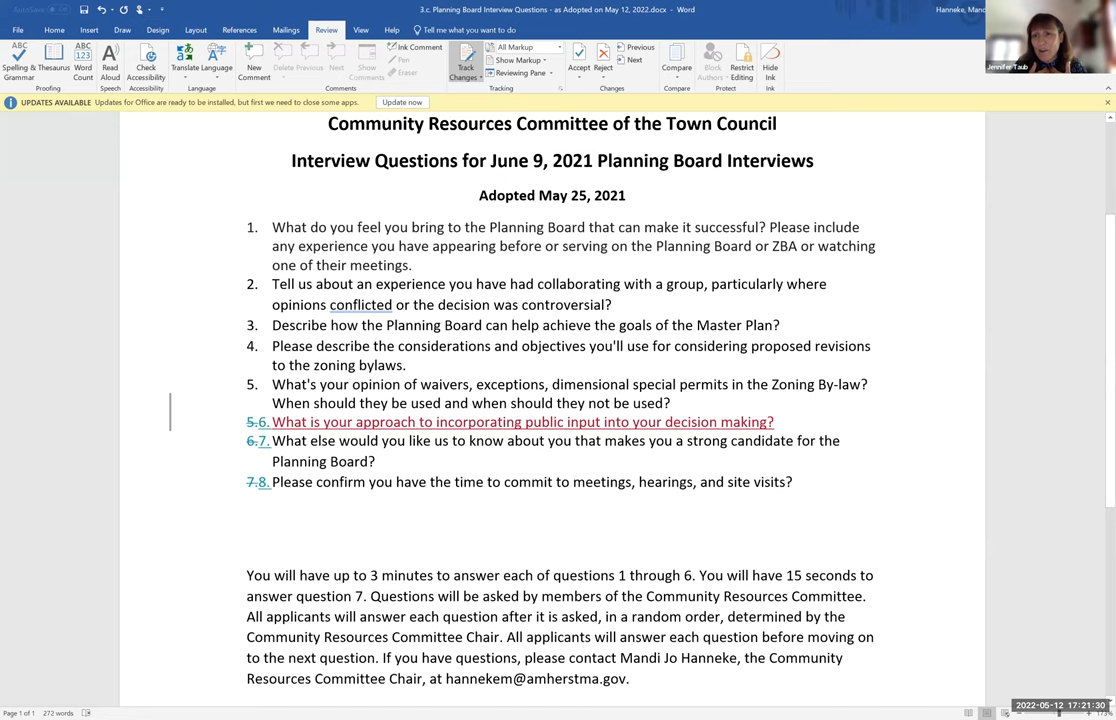 AutoSave Off
3.c. Planning Board Interview Questions - as Adopted on May 12, 2022.docx - Word
Hanneke, Mand
File Home Insert Draw Design Layout References Mailings Review View Help Tell me what you want to do
Spelling & Grammar
Thesaurus
Word Count
Read Aloud
Check Accessibility
Translate
Language
New Comment
Delete
Previous
Next
Show Comments
Ink Comment
Pen
Eraser
Track Changes
All Markup
Show Markup
Reviewing Pane
Accept
Reject
Previous
Next
Compare
Block Authors
Restrict Editing
Hide Ink
Proofing Speech Accessibility Language Comments Tracking Changes Compare Protect Ink
Jennifer Taub
UPDATES AVAILABLE Updates for Office are ready to be installed, but first we need to close some apps. Update now
Community Resources Committee of the Town Council
Interview Questions for June 9, 2021 Planning Board Interviews
Adopted May 25, 2021
1. What do you feel you bring to the Planning Board that can make it successful? Please include
any experience you have appearing before or serving on the Planning Board or ZBA or watching
one of their meetings.
2. Tell us about an experience you have had collaborating with a group, particularly where
opinions conflicted or the decision was controversial?
3. Describe how the Planning Board can help achieve the goals of the Master Plan?
4. Please describe the considerations and objectives you'll use for considering proposed revisions
to the zoning bylaws.
5. What's your opinion of waivers, exceptions, dimensional special permits in the Zoning By-law?
When should they be used and when should they not be used?
5.6. What is your approach to incorporating public input into your decision making?
6.7. What else would you like us to know about you that makes you a strong candidate for the
Planning Board?
7.8. Please confirm you have the time to commit to meetings, hearings, and site visits?
You will have up to 3 minutes to answer each of questions 1 through 6. You will have 15 seconds to
answer question 7. Questions will be asked by members of the Community Resources Committee.
All applicants will answer each question after it is asked, in a random order, determined by the
Community Resources Committee Chair. All applicants will answer each question before moving on
to the next question. If you have questions, please contact Mandi Jo Hanneke, the Community
Resources Committee Chair, at hannekem@amherstma.gov.
Page 1 of 1 272 words
2022-05-12 17:21:30